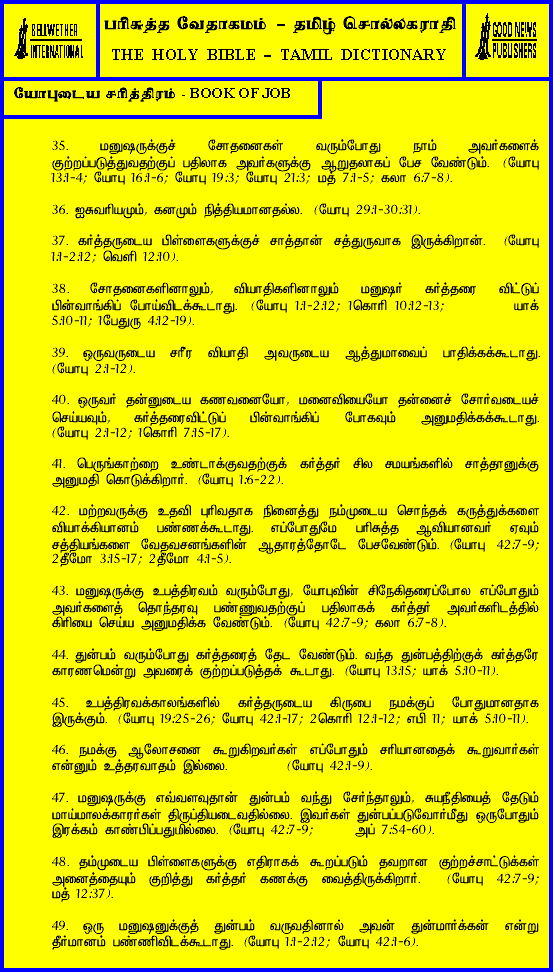 BELLWETHER
INTERNATIONAL
பரிசுத்த வேதாகமம் – தமிழ் சொல்லகராதி
THE HOLY BIBLE – TAMIL DICTIONARY
GOOD NEWS
PUBLISHERS
யோபுடைய சரித்திரம் - BOOK OF JOB
35. மனுஷருக்குச் சோதனைகள் வரும்போது நாம் அவர்களைக்
குற்றப்படுத்துவதற்குப் பதிலாக அவர்களுக்கு ஆறுதலாகப் பேச வேண்டும். (யோபு
13:1-4; யோபு 16:1-6; யோபு 19:3; யோபு 21:3; மத் 7:1-5; கலா 6:7-8).
36. ஐசுவரியமும், கனமும் நித்தியமானதல்ல. (யோபு 29:1-30:31).
37. கர்த்தருடைய பிள்ளைகளுக்குச் சாத்தான் சத்துருவாக இருக்கிறான். (யோபு
1:1-2:12; வெளி 12:10).
38. சோதனைகளினாலும், வியாதிகளினாலும் மனுஷர் கர்த்தரை விட்டுப்
பின்வாங்கிப் போய்விடக்கூடாது. (யோபு 1:1-2:12; 1கொரி 10:12-13; யாக்
5:10-11; 1பேதுரு 4:12-19).
39. ஒருவருடைய சரீர வியாதி அவருடைய ஆத்துமாவைப் பாதிக்கக்கூடாது.
(யோபு 2:1-12).
40. ஒருவர் தன்னுடைய கணவனையோ, மனைவியையோ தன்னைச் சோர்வடையச்
செய்யவும், கர்த்தரைவிட்டுப் பின்வாங்கிப் போகவும் அனுமதிக்கக்கூடாது.
(யோபு 2:1-12; 1கொரி 7:15-17).
41. பெருங்காற்றை உண்டாக்குவதற்குக் கர்த்தர் சில சமயங்களில் சாத்தானுக்கு
அனுமதி கொடுக்கிறார். (யோபு 1:6-22).
42. மற்றவருக்கு உதவி புரிவதாக நினைத்து நம்முடைய சொந்தக் கருத்துக்களை
வியாக்கியானம் பண்ணக்கூடாது. எப்போதுமே பரிசுத்த ஆவியானவர் ஏவும்
சத்தியங்களை வேதவசனங்களின் ஆதாரத்தோடே பேசவேண்டும். (யோபு 42:7-9;
2தீமோ 3:15-17; 2தீமோ 4:1-5).
43. மனுஷருக்கு உபத்திரவம் வரும்போது, யோபுவின் சிநேகிதரைப்போல எப்போதும்
அவர்களைத் தொந்தரவு பண்ணுவதற்குப் பதிலாகக் கர்த்தர் அவர்களிடத்தில்
கிரியை செய்ய அனுமதிக்க வேண்டும். (யோபு 42:7-9; கலா 6:7-8).
44. துன்பம் வரும்போது கர்த்தரைத் தேட வேண்டும். வந்த துன்பத்திற்குக் கர்த்தரே
காரணமென்று அவரைக் குற்றப்படுத்தக் கூடாது. (யோபு 13:15; யாக் 5:10-11).
45. உபத்திரவக்காலங்களில் கர்த்தருடைய கிருபை நமக்குப் போதுமானதாக
இருக்கும். (யோபு 19:25-26; யோபு 42:1-17; 2கொரி 12:1-12; எபி 11; யாக் 5:10-11).
46. நமக்கு ஆலோசனை கூறுகிறவர்கள் எப்போதும் சரியானதைக் கூறுவார்கள்
என்னும் உத்தரவாதம் இல்லை. (யோபு 42:1-9).
47. மனுஷருக்கு எவ்வளவுதான் துன்பம் வந்து சேர்ந்தாலும், சுயநீதியைத் தேடும்
மாய்மாலக்காரர்கள் திருப்தியடைவதில்லை. இவர்கள் துன்பப்படுவோர்மீது ஒருபோதும்
இரக்கம் காண்பிப்பதுமில்லை. (யோபு 42:7-9; அப் 7:54-60).
48. தம்முடைய பிள்ளைகளுக்கு எதிராகக் கூறப்படும் தவறான குற்றச்சாட்டுக்கள்
அனைத்தையும் குறித்து கர்த்தர் கணக்கு வைத்திருக்கிறார். (யோபு 42:7-9;
மத் 12:37).
49. ஒரு மனுஷனுக்குத் துன்பம் வருவதினால் அவன் துன்மார்க்கன் என்று
தீர்மானம் பண்ணிவிடக்கூடாது. (யோபு 1:1-2:12; யோபு 42:1-6).